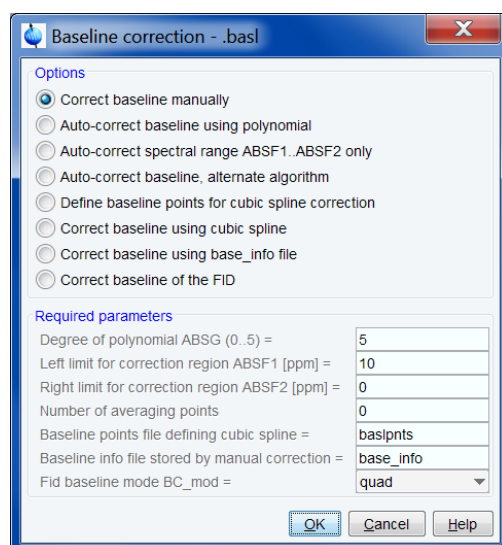 Baseline correction - .basl
X
Options
Correct baseline manually
Auto-correct baseline using polynomial
Auto-correct spectral range ABSF1..ABSF2 only
Auto-correct baseline, alternate algorithm
Define baseline points for cubic spline correction
Correct baseline using cubic spline
Correct baseline using base_info file
Correct baseline of the FID
Required parameters
Degree of polynomial ABSG (0..5) = 5
Left limit for correction region ABSF1 [ppm] = 10
Right limit for correction region ABSF2 [ppm] = 0
Number of averaging points 0
Baseline points file defining cubic spline = baslpnts
Baseline info file stored by manual correction = base_info
Fid baseline mode BC_mod = quad
OK Cancel Help